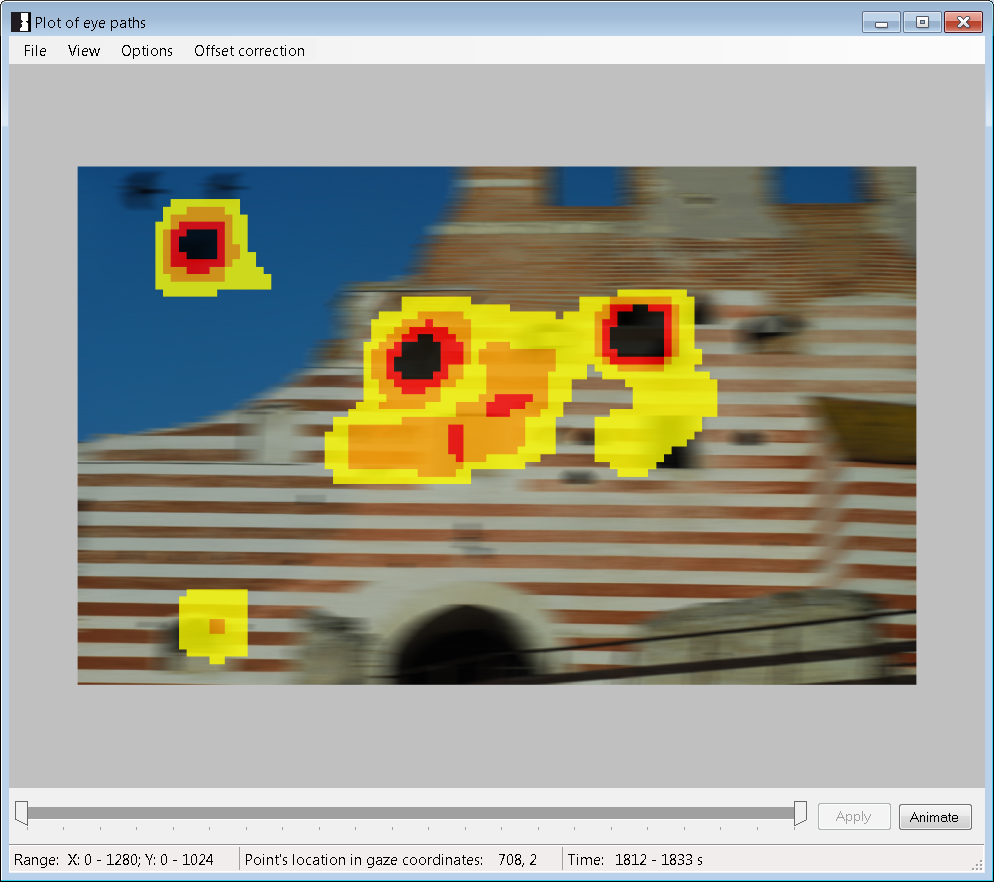 Plot of eye paths
File View Options Offset correction
Apply Animate
Range: X: 0 - 1280; Y: 0 - 1024 Point's location in gaze coordinates: 708, 2 Time: 1812 - 1833 s